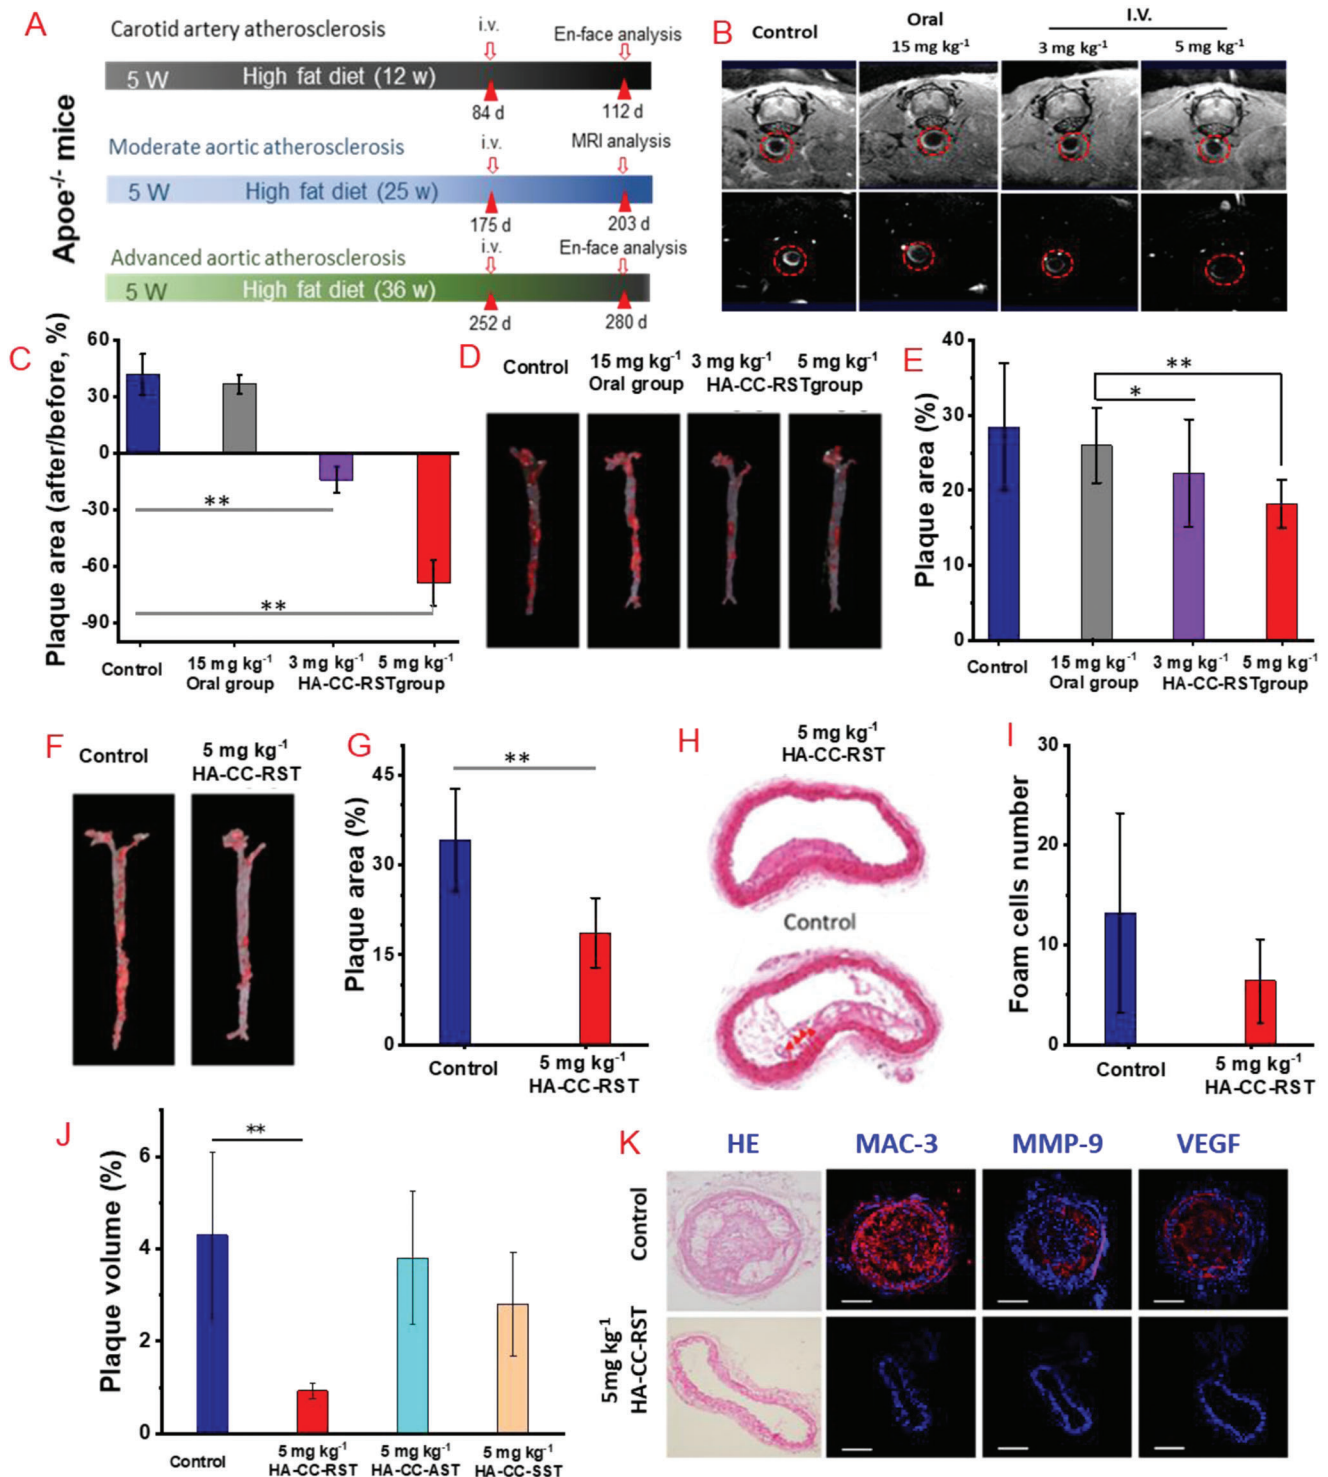 A
Carotid artery atherosclerosis
i.v.
En-face analysis
5 W
High fat diet (12 w)
84 d
112 d
Apoe-/- mice
Moderate aortic atherosclerosis
i.v.
MRI analysis
5 W
High fat diet (25 w)
175 d
203 d
Advanced aortic atherosclerosis
i.v.
En-face analysis
5 W
High fat diet (36 w)
252 d
280 d
B
Control
Oral
15 mg kg-1
I.V.
3 mg kg-1
5 mg kg-1
C
Plaque area (after/before, %)
60
30
0
-30
-60
-90
**
**
Control
15 mg kg-1
Oral group
3 mg kg-1
5 mg kg-1
HA-CC-RSTgroup
D
Control
15 mg kg-1
Oral group
3 mg kg-1
5 mg kg-1
HA-CC-RSTgroup
E
Plaque area (%)
40
30
20
10
0
**
*
Control
15 mg kg-1
Oral group
3 mg kg-1
5 mg kg-1
HA-CC-RSTgroup
F
Control
5 mg kg-1
HA-CC-RST
G
Plaque area (%)
45
30
15
0
**
Control
5 mg kg-1
HA-CC-RST
H
5 mg kg-1
HA-CC-RST
Control
I
Foam cells number
30
20
10
0
Control
5 mg kg-1
HA-CC-RST
J
Plaque volume (%)
6
4
2
0
**
Control
5 mg kg-1
HA-CC-RST
5 mg kg-1
HA-CC-AST
5 mg kg-1
HA-CC-SST
K
HE
MAC-3
MMP-9
VEGF
Control
5mg kg-1
HA-CC-RST